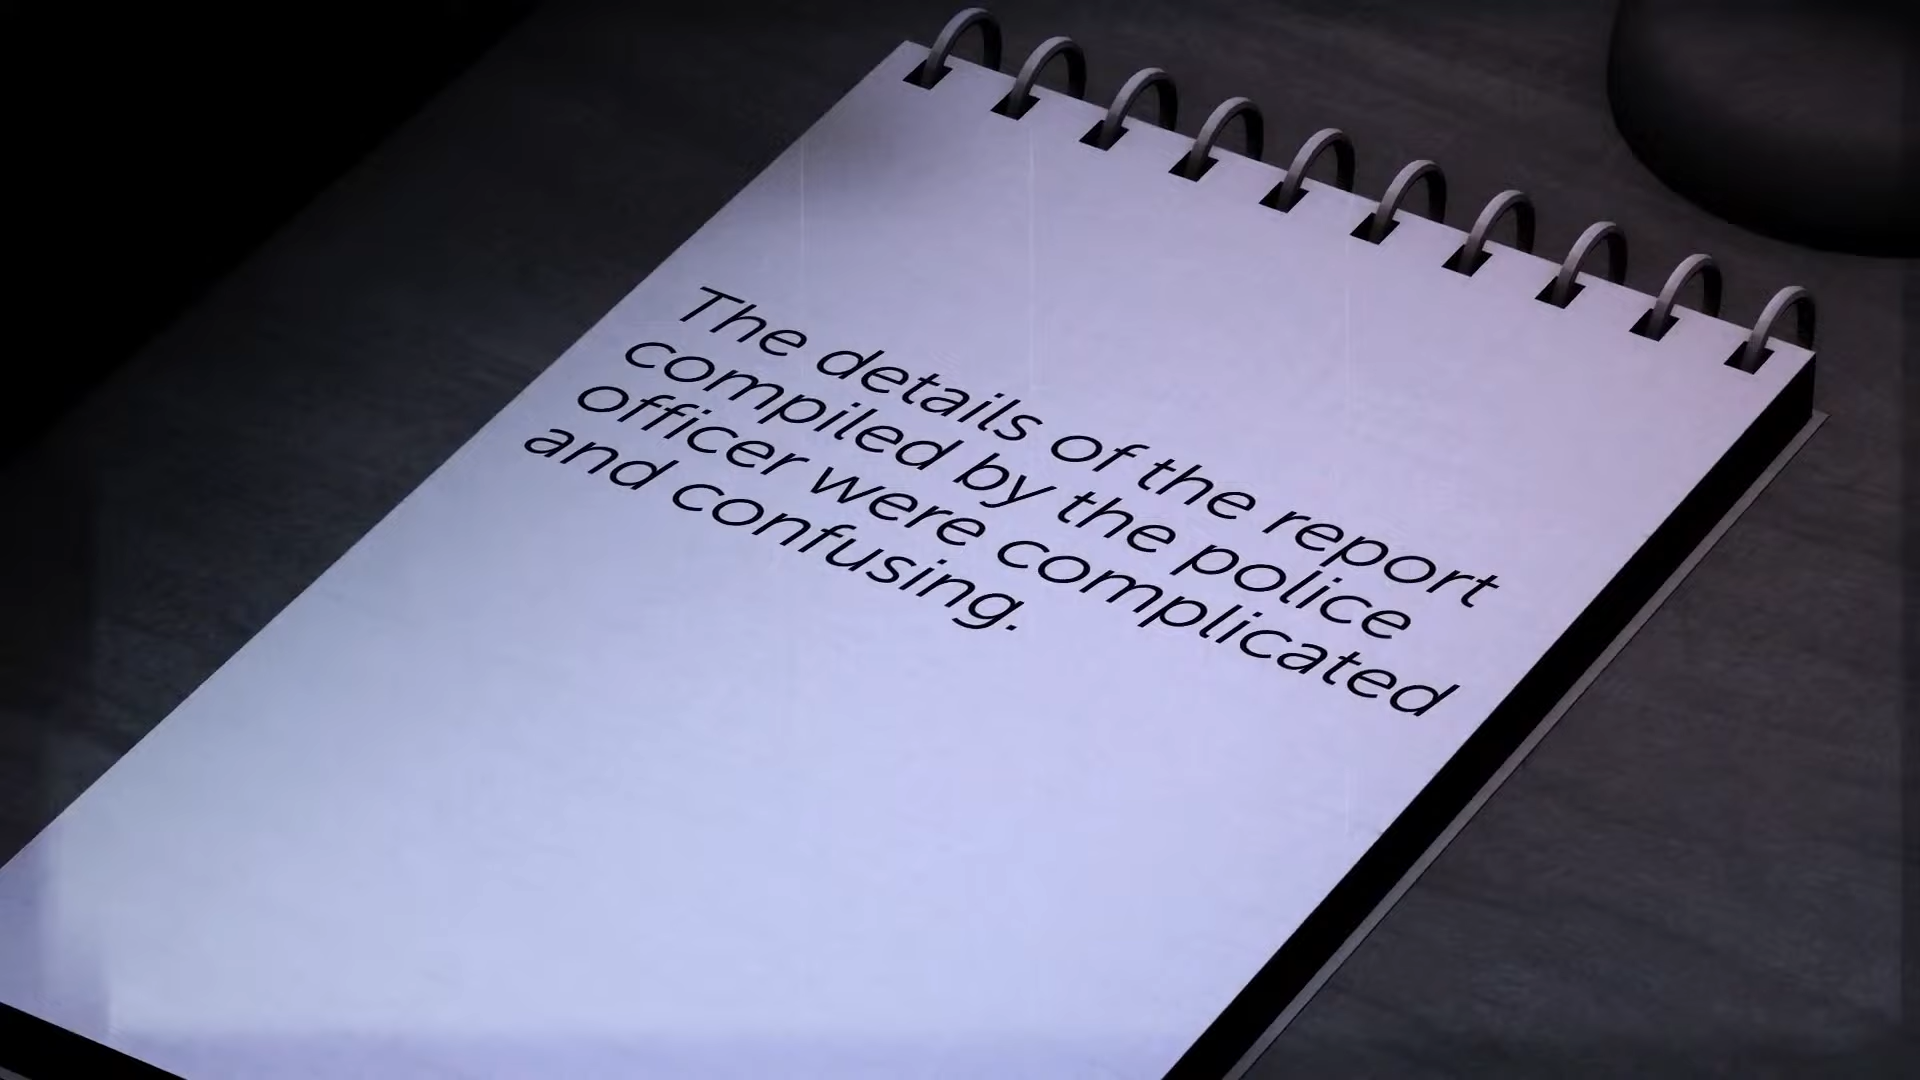 The details of the report
compiled by the police
officer were complicated
and confusing.